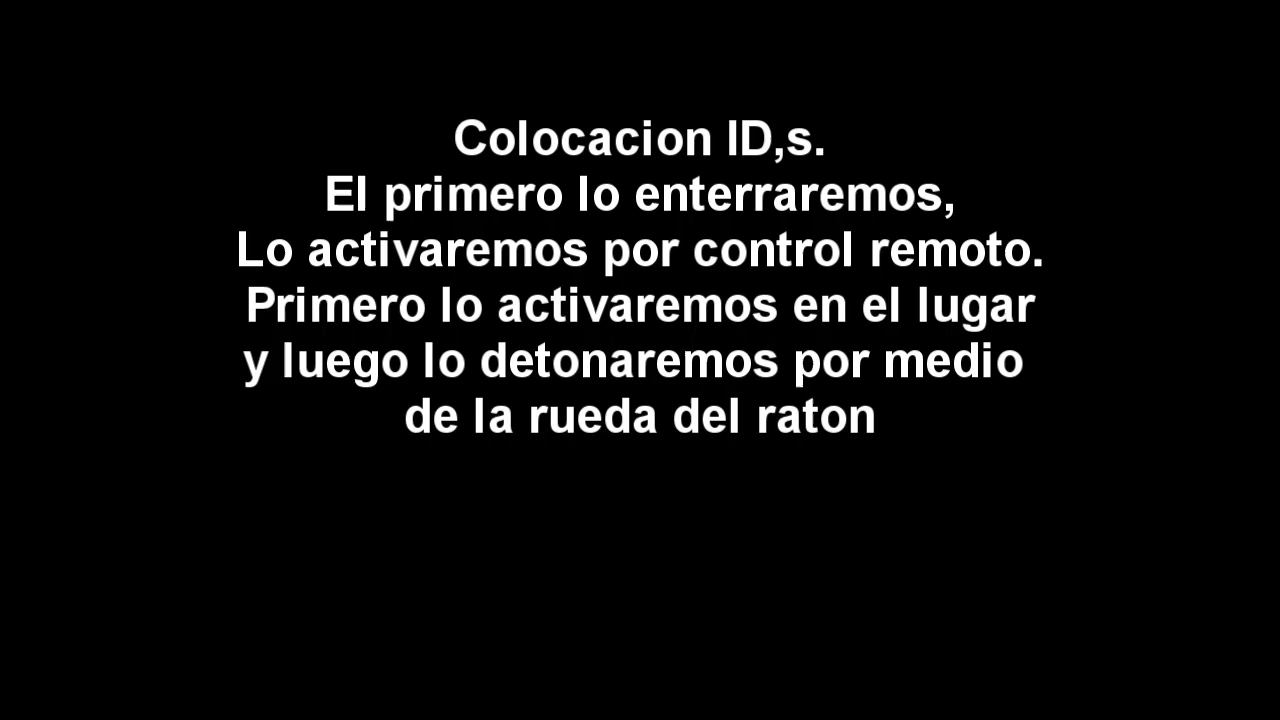 Colocacion ID,s.
El primero lo enterraremos,
Lo activaremos por control remoto.
Primero lo activaremos en el lugar
y luego lo detonaremos por medio
de la rueda del raton